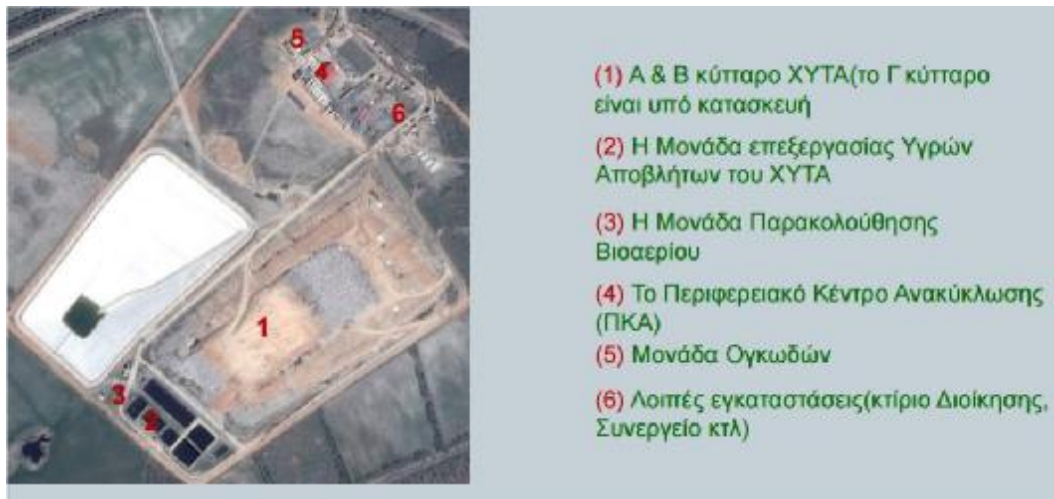 5
4
6
1
3
2
(1) Α & Β κύτταρο ΧΥΤΑ(το Γ κύτταρο
είναι υπό κατασκευή
(2) Η Μονάδα επεξεργασίας Υγρών
Αποβλήτων του ΧΥΤΑ
(3) Η Μονάδα Παρακολούθησης
Βιοαερίου
(4) Το Περιφερειακό Κέντρο Ανακύκλωσης
(ΠΚΑ)
(5) Μονάδα Ογκωδών
(6) Λοιπές εγκαταστάσεις(κτίριο Διοίκησης,
Συνεργείο κτλ)